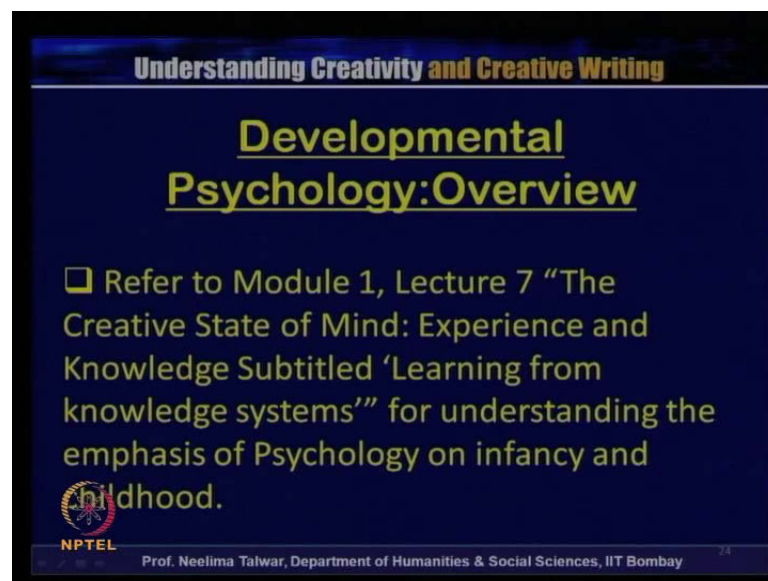 Understanding Creativity and Creative Writing
Developmental
Psychology:Overview
❑ Refer to Module 1, Lecture 7 “The
Creative State of Mind: Experience and
Knowledge Subtitled ‘Learning from
knowledge systems’” for understanding the
emphasis of Psychology on infancy and
childhood.
NPTEL
24
Prof. Neelima Talwar, Department of Humanities & Social Sciences, IIT Bombay